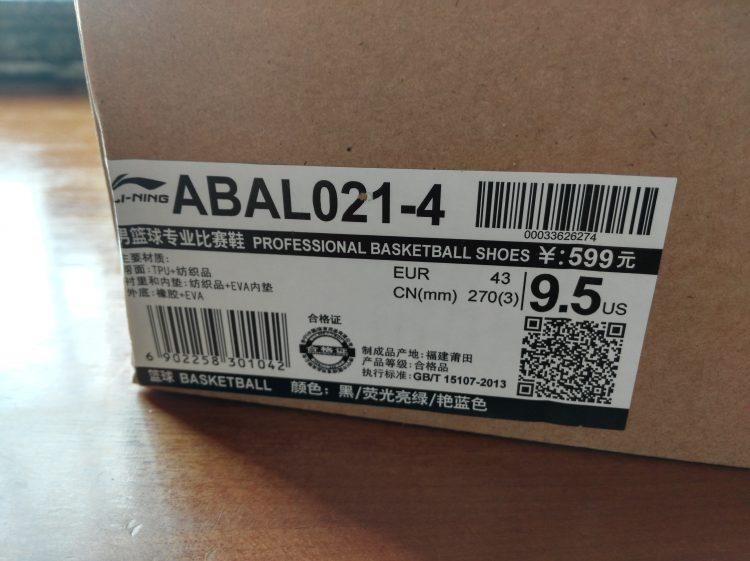 LI-NING ABAL021-4
00033626274
男篮球专业比赛鞋 PROFESSIONAL BASKETBALL SHOES ¥:599元
主要材质:
帮面:TPU+纺织品
衬里和内垫:纺织品+EVA内垫
外底:橡胶+EVA
EUR 43
CN(mm) 270(3)
9.5US
6 902258 301042
合格证
合格证
制成品产地:福建莆田
产品等级:合格品
执行标准:GB/T 15107-2013
篮球 BASKETBALL 颜色:黑/荧光亮绿/艳蓝色